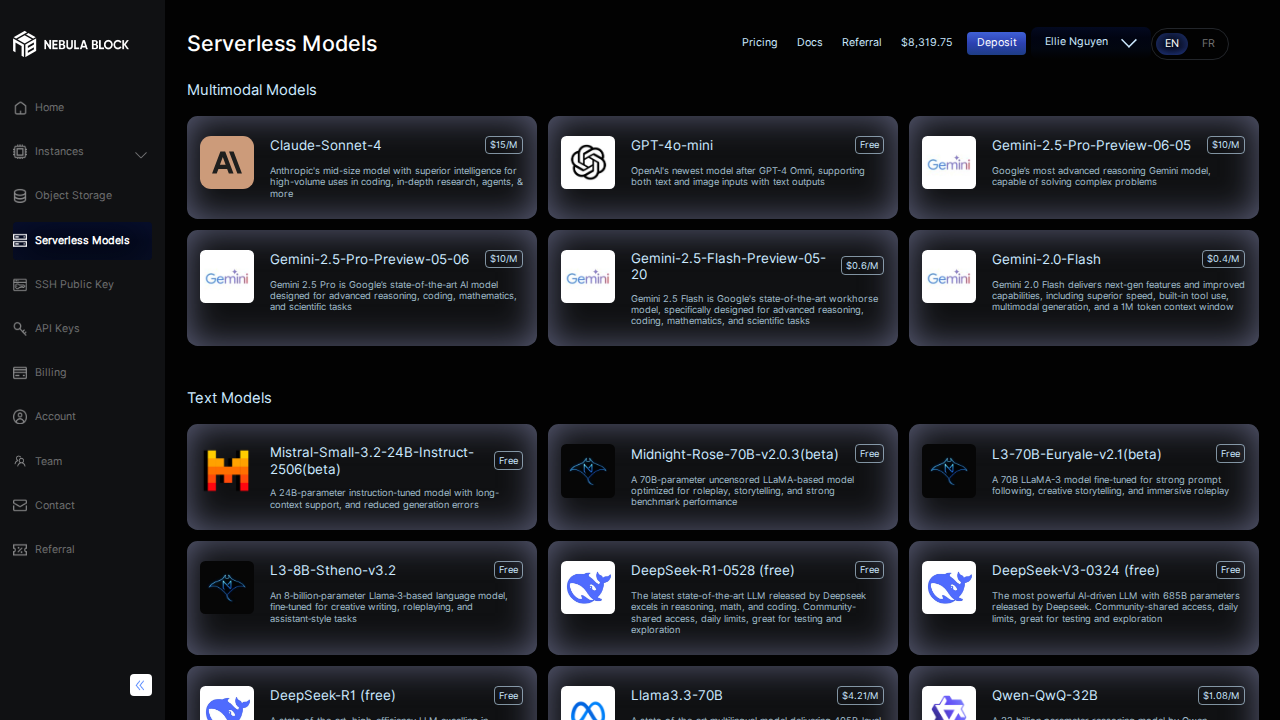 NEBULA BLOCK
Home
Instances
Object Storage
Serverless Models
SSH Public Key
API Keys
Billing
Account
Team
Contact
Referral
Serverless Models
Pricing
Docs
Referral
$8,319.75
Deposit
Ellie Nguyen
EN
FR
Multimodal Models
Claude-Sonnet-4
$15/M
Anthropic's mid-size model with superior intelligence for
high-volume uses in coding, in-depth research, agents, &
more
GPT-4o-mini
Free
OpenAI's newest model after GPT-4 Omni, supporting
both text and image inputs with text outputs
Gemini
Gemini-2.5-Pro-Preview-06-05
$10/M
Google's most advanced reasoning Gemini model,
capable of solving complex problems
Gemini
Gemini-2.5-Pro-Preview-05-06
$10/M
Gemini 2.5 Pro is Google's state-of-the-art AI model
designed for advanced reasoning, coding, mathematics,
and scientific tasks
Gemini
Gemini-2.5-Flash-Preview-05-
20
$0.6/M
Gemini 2.5 Flash is Google's state-of-the-art workhorse
model, specifically designed for advanced reasoning,
coding, mathematics, and scientific tasks
Gemini
Gemini-2.0-Flash
$0.4/M
Gemini 2.0 Flash delivers next-gen features and improved
capabilities, including superior speed, built-in tool use,
multimodal generation, and a 1M token context window
Text Models
Mistral-Small-3.2-24B-Instruct-
2506(beta)
Free
A 24B-parameter instruction-tuned model with long-
context support, and reduced generation errors
Midnight-Rose-70B-v2.0.3(beta)
Free
A 70B-parameter uncensored LLaMA-based model
optimized for roleplay, storytelling, and strong
benchmark performance
L3-70B-Euryale-v2.1(beta)
Free
A 70B LLaMA-3 model fine-tuned for strong prompt
following, creative storytelling, and immersive roleplay
L3-8B-Stheno-v3.2
Free
An 8-billion-parameter Llama-3-based language model,
fine-tuned for creative writing, roleplaying, and
assistant-style tasks
DeepSeek-R1-0528 (free)
Free
The latest state-of-the-art LLM released by Deepseek
excels in reasoning, math, and coding. Community-
shared access, daily limits, great for testing and
exploration
DeepSeek-V3-0324 (free)
Free
The most powerful AI-driven LLM with 685B parameters
released by Deepseek. Community-shared access, daily
limits, great for testing and exploration
DeepSeek-R1 (free)
Free
Llama3.3-70B
$4.21/M
Qwen-QwQ-32B
$1.08/M